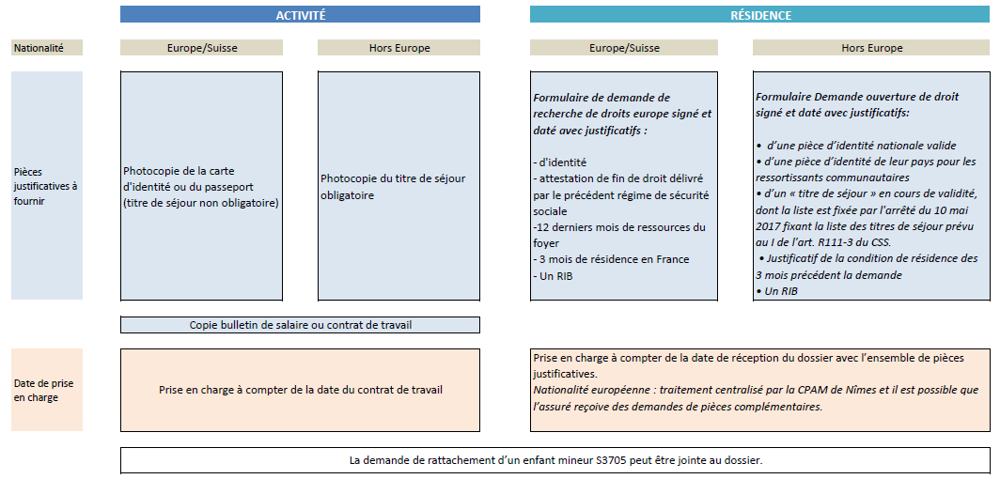 ACTIVITÉ
RÉSIDENCE
Nationalité
Europe/Suisse
Hors Europe
Europe/Suisse
Hors Europe
Pièces
justificatives à
fournir
Photocopie de la carte
d'identité ou du passeport
(titre de séjour non obligatoire)
Photocopie du titre de séjour
obligatoire
Formulaire de demande de
recherche de droits europe signé et
daté avec justificatifs :
- d'identité
- attestation de fin de droit délivré
par le précédent régime de sécurité
sociale
-12 derniers mois de ressources du
foyer
- 3 mois de résidence en France
- Un RIB
Formulaire Demande ouverture de droit
signé et daté avec justificatifs:
• d'une pièce d'identité nationale valide
• d'une pièce d'identité de leur pays pour les
ressortissants communautaires
• d'un « titre de séjour » en cours de validité,
dont la liste est fixée par l'arrêté du 10 mai
2017 fixant la liste des titres de séjour prévu
au I de l'art. R111-3 du CSS.
• Justificatif de la condition de résidence des
3 mois précédent la demande
• Un RIB
Copie bulletin de salaire ou contrat de travail
Date de prise
en charge
Prise en charge à compter de la date du contrat de travail
Prise en charge à compter de la date de réception du dossier avec l'ensemble de pièces
justificatives.
Nationalité européenne : traitement centralisé par la CPAM de Nîmes et il est possible que
l'assuré reçoive des demandes de pièces complémentaires.
La demande de rattachement d'un enfant mineur S3705 peut être jointe au dossier.